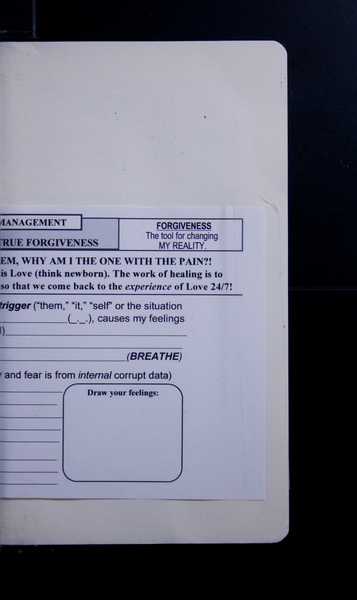 MANAGEMENT
TRUE FORGIVENESS
FORGIVENESS
The tool for changing
MY REALITY.
EM, WHY AM I THE ONE WITH THE PAIN?!
is Love (think newborn). The work of healing is to
so that we come back to the experience of Love 24/7!
trigger ("them," "it," "self" or the situation
(_._.), causes my feelings
(BREATHE)
and fear is from internal corrupt data)
Draw your feelings: